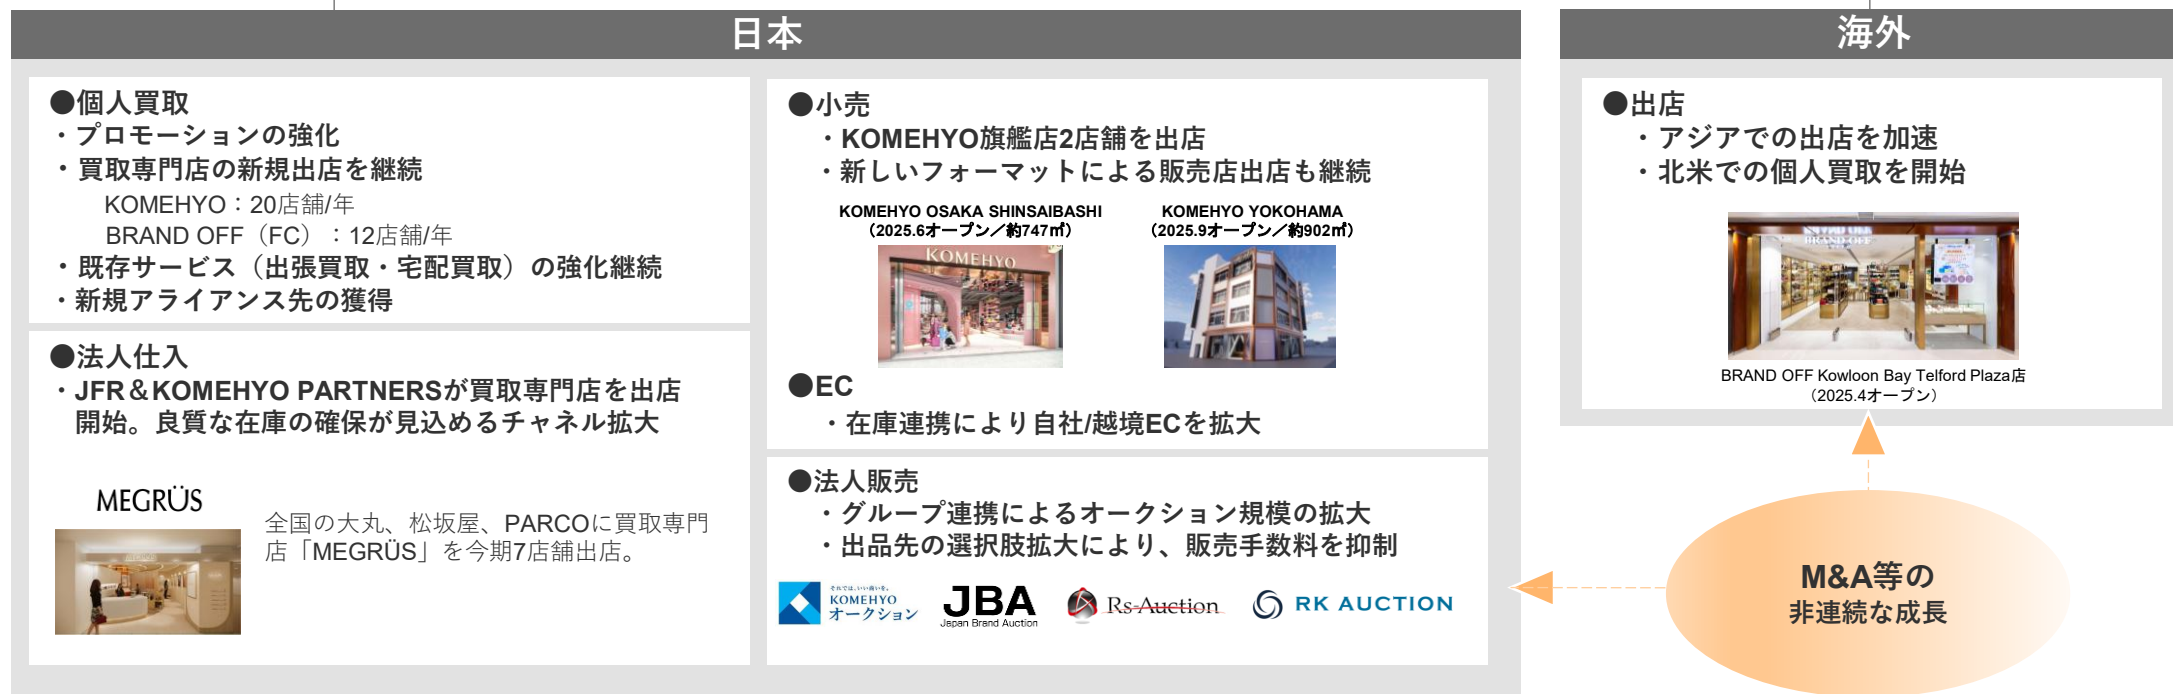 日本
●個人買取
・プロモーションの強化
・買取専門店の新規出店を継続
KOMEHYO：20店舗/年
BRAND OFF（FC）：12店舗/年
・既存サービス（出張買取・宅配買取）の強化継続
・新規アライアンス先の獲得
●法人仕入
・JFR＆KOMEHYO PARTNERSが買取専門店を出店
開始。良質な在庫の確保が見込めるチャネル拡大
MEGRÜS
全国の大丸、松坂屋、PARCOに買取専門
店「MEGRÜS」を今期7店舗出店。
●小売
・KOMEHYO旗艦店2店舗を出店
・新しいフォーマットによる販売店出店も継続
KOMEHYO OSAKA SHINSAIBASHI
（2025.6オープン／約747㎡）
KOMEHYO
KOMEHYO YOKOHAMA
（2025.9オープン／約902㎡）
●EC
・在庫連携により自社/越境ECを拡大
●法人販売
・グループ連携によるオークション規模の拡大
・出品先の選択肢拡大により、販売手数料を抑制
それでは、いい商いを。
KOMEHYO
オークション
JBA
Japan Brand Auction
Rs-Auction
RK AUCTION
海外
●出店
・アジアでの出店を加速
・北米での個人買取を開始
BRAND OFF
BRAND OFF Kowloon Bay Telford Plaza店
（2025.4オープン）
M&A等の
非連続な成長